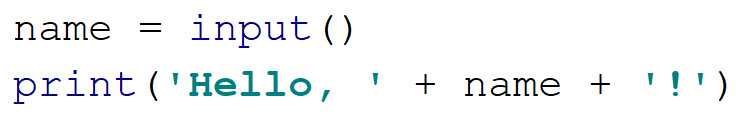 name = input()
print('Hello, ' + name + '!')